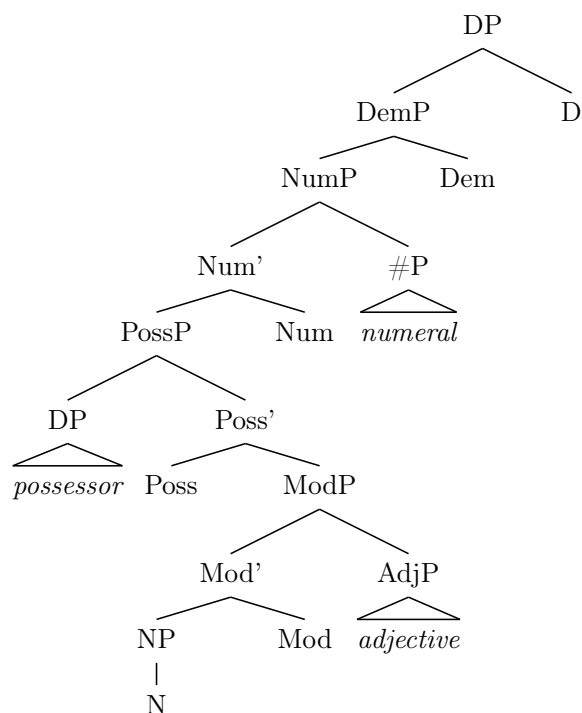 DP
DemP D
NumP Dem
Num’ #P
PossP Num numeral
DP Poss’
possessor Poss ModP
Mod’ AdjP
NP Mod adjective
N